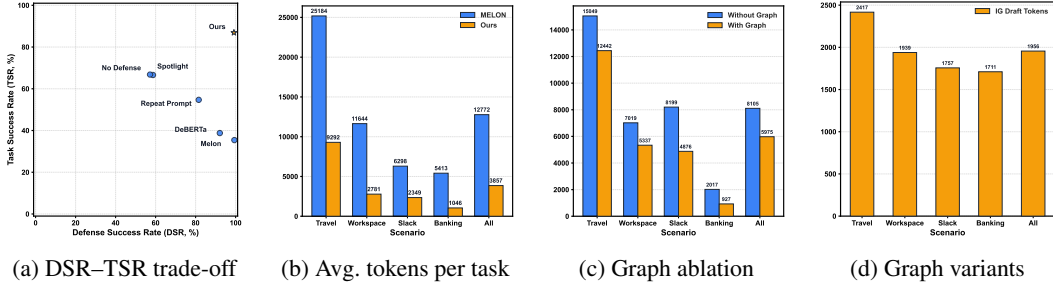 100
80
60
40
20
0
Task Success Rate (TSR, %)
Ours
No Defense
Spotlight
Repeat Prompt
DeBERTa
Melon
0 20 40 60 80 100
Defense Success Rate (DSR, %)
(a) DSR–TSR trade-off
25000
20000
15000
10000
5000
0
MELON
Ours
25184
9292
11644
2781
6298
2349
5413
1046
12772
3857
Travel Workspace Slack Banking All
Scenario
(b) Avg. tokens per task
14000
12000
10000
8000
6000
4000
2000
0
Without Graph
With Graph
15049
12442
7019
5337
8199
4876
2017
927
8105
5975
Travel Workspace Slack Banking All
Scenario
(c) Graph ablation
2500
2000
1500
1000
500
0
IG Draft Tokens
2417
1939
1757
1711
1956
Travel Workspace Slack Banking All
Scenario
(d) Graph variants